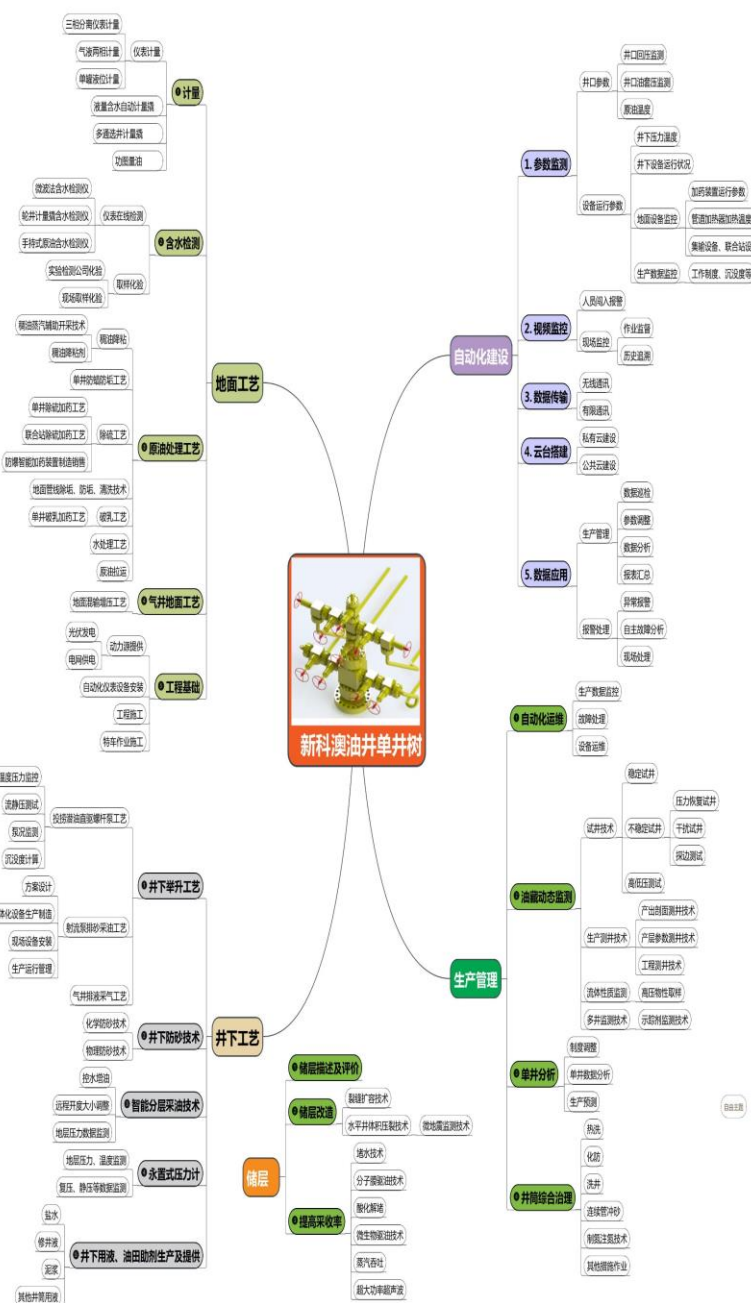 新科澳油井单井树
地面工艺
计量
仪表计量
三相分离仪表计量
气液两相计量
单罐液位计量
液量含水自动计量撬
多通选井计量撬
功图量油
含水检测
仪表在线检测
微波法含水检测仪
轮井计量撬含水检测仪
手持式原油含水检测仪
取样化验
实验检测公司化验
现场取样化验
原油处理工艺
稠油降粘
稠油蒸汽辅助开采技术
稠油降粘剂
单井防蜡防垢工艺
除硫工艺
单井除硫加药工艺
联合站除硫加药工艺
防爆智能加药装置制造销售
地面管线除垢、防垢、清洗技术
破乳工艺
单井破乳加药工艺
水处理工艺
原油拉运
气井地面工艺
地面混输增压工艺
工程基础
动力源提供
光伏发电
电网供电
自动化仪表设备安装
工程施工
特车作业施工
自动化建设
1. 参数监测
井口参数
井口回压监测
井口油套压监测
原油温度
设备运行参数
井下压力温度
井下设备运行状况
地面设备监控
加药装置运行参数
管道加热器加热温度
集输设备、联合站设
生产数据监控
工作制度、沉没度等
2. 视频监控
人员闯入报警
现场监控
作业监督
历史追溯
3. 数据传输
无线通讯
有限通讯
4. 云台搭建
私有云建设
公共云建设
5. 数据应用
生产管理
数据巡检
参数调整
数据分析
报表汇总
报警处理
异常报警
自主故障分析
现场处理
井下工艺
井下举升工艺
投捞潜油直驱螺杆泵工艺
温度压力监控
流静压测试
泵况监测
沉没度计算
射流泵排砂采油工艺
方案设计
体化设备生产制造
现场设备安装
生产运行管理
气井排液采气工艺
井下防砂技术
化学防砂技术
物理防砂技术
智能分层采油技术
控水增油
远程开度大小调整
地层压力数据监测
永置式压力计
地层压力、温度监测
复压、静压等数据监测
井下用液、油田助剂生产及提供
盐水
修井液
泥浆
其他井筒用液
储层
储层描述及评价
储层改造
裂缝扩容技术
水平井体积压裂技术
微地震监测技术
提高采收率
堵水技术
分子膜驱油技术
酸化解堵
微生物驱油技术
蒸汽吞吐
超大功率超声波
生产管理
自动化运维
生产数据监控
故障处理
设备运维
油藏动态监测
试井技术
稳定试井
不稳定试井
压力恢复试井
干扰试井
探边测试
高低压测试
生产测井技术
产出剖面测井技术
产层参数测井技术
工程测井技术
流体性质监测
高压物性取样
多井监测技术
示踪剂监测技术
单井分析
制度调整
单井数据分析
生产预测
井筒综合治理
热洗
化防
洗井
连续管冲砂
制氮注氮技术
其他措施作业
自由主题